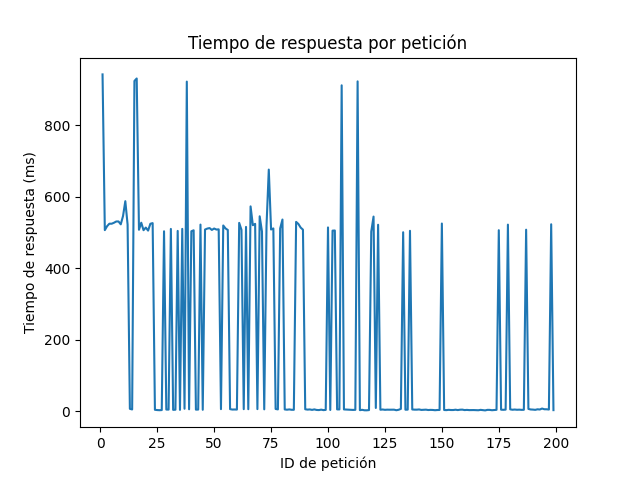 Tiempo de respuesta por petición
800
600
400
200
0
Tiempo de respuesta (ms)
0 25 50 75 100 125 150 175 200
ID de petición